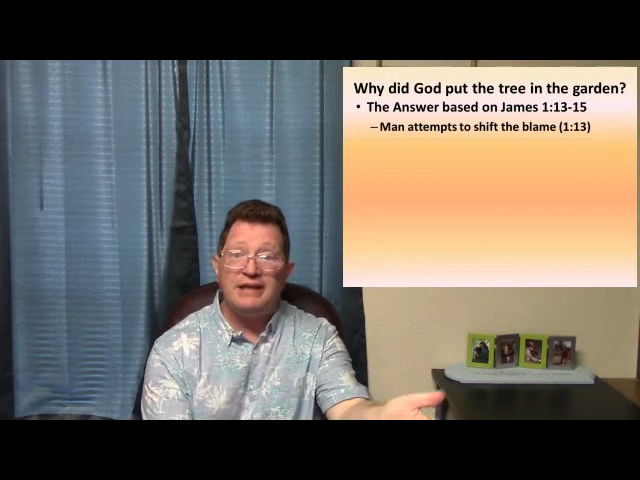 Why did God put the tree in the garden?
• The Answer based on James 1:13-15
– Man attempts to shift the blame (1:13)